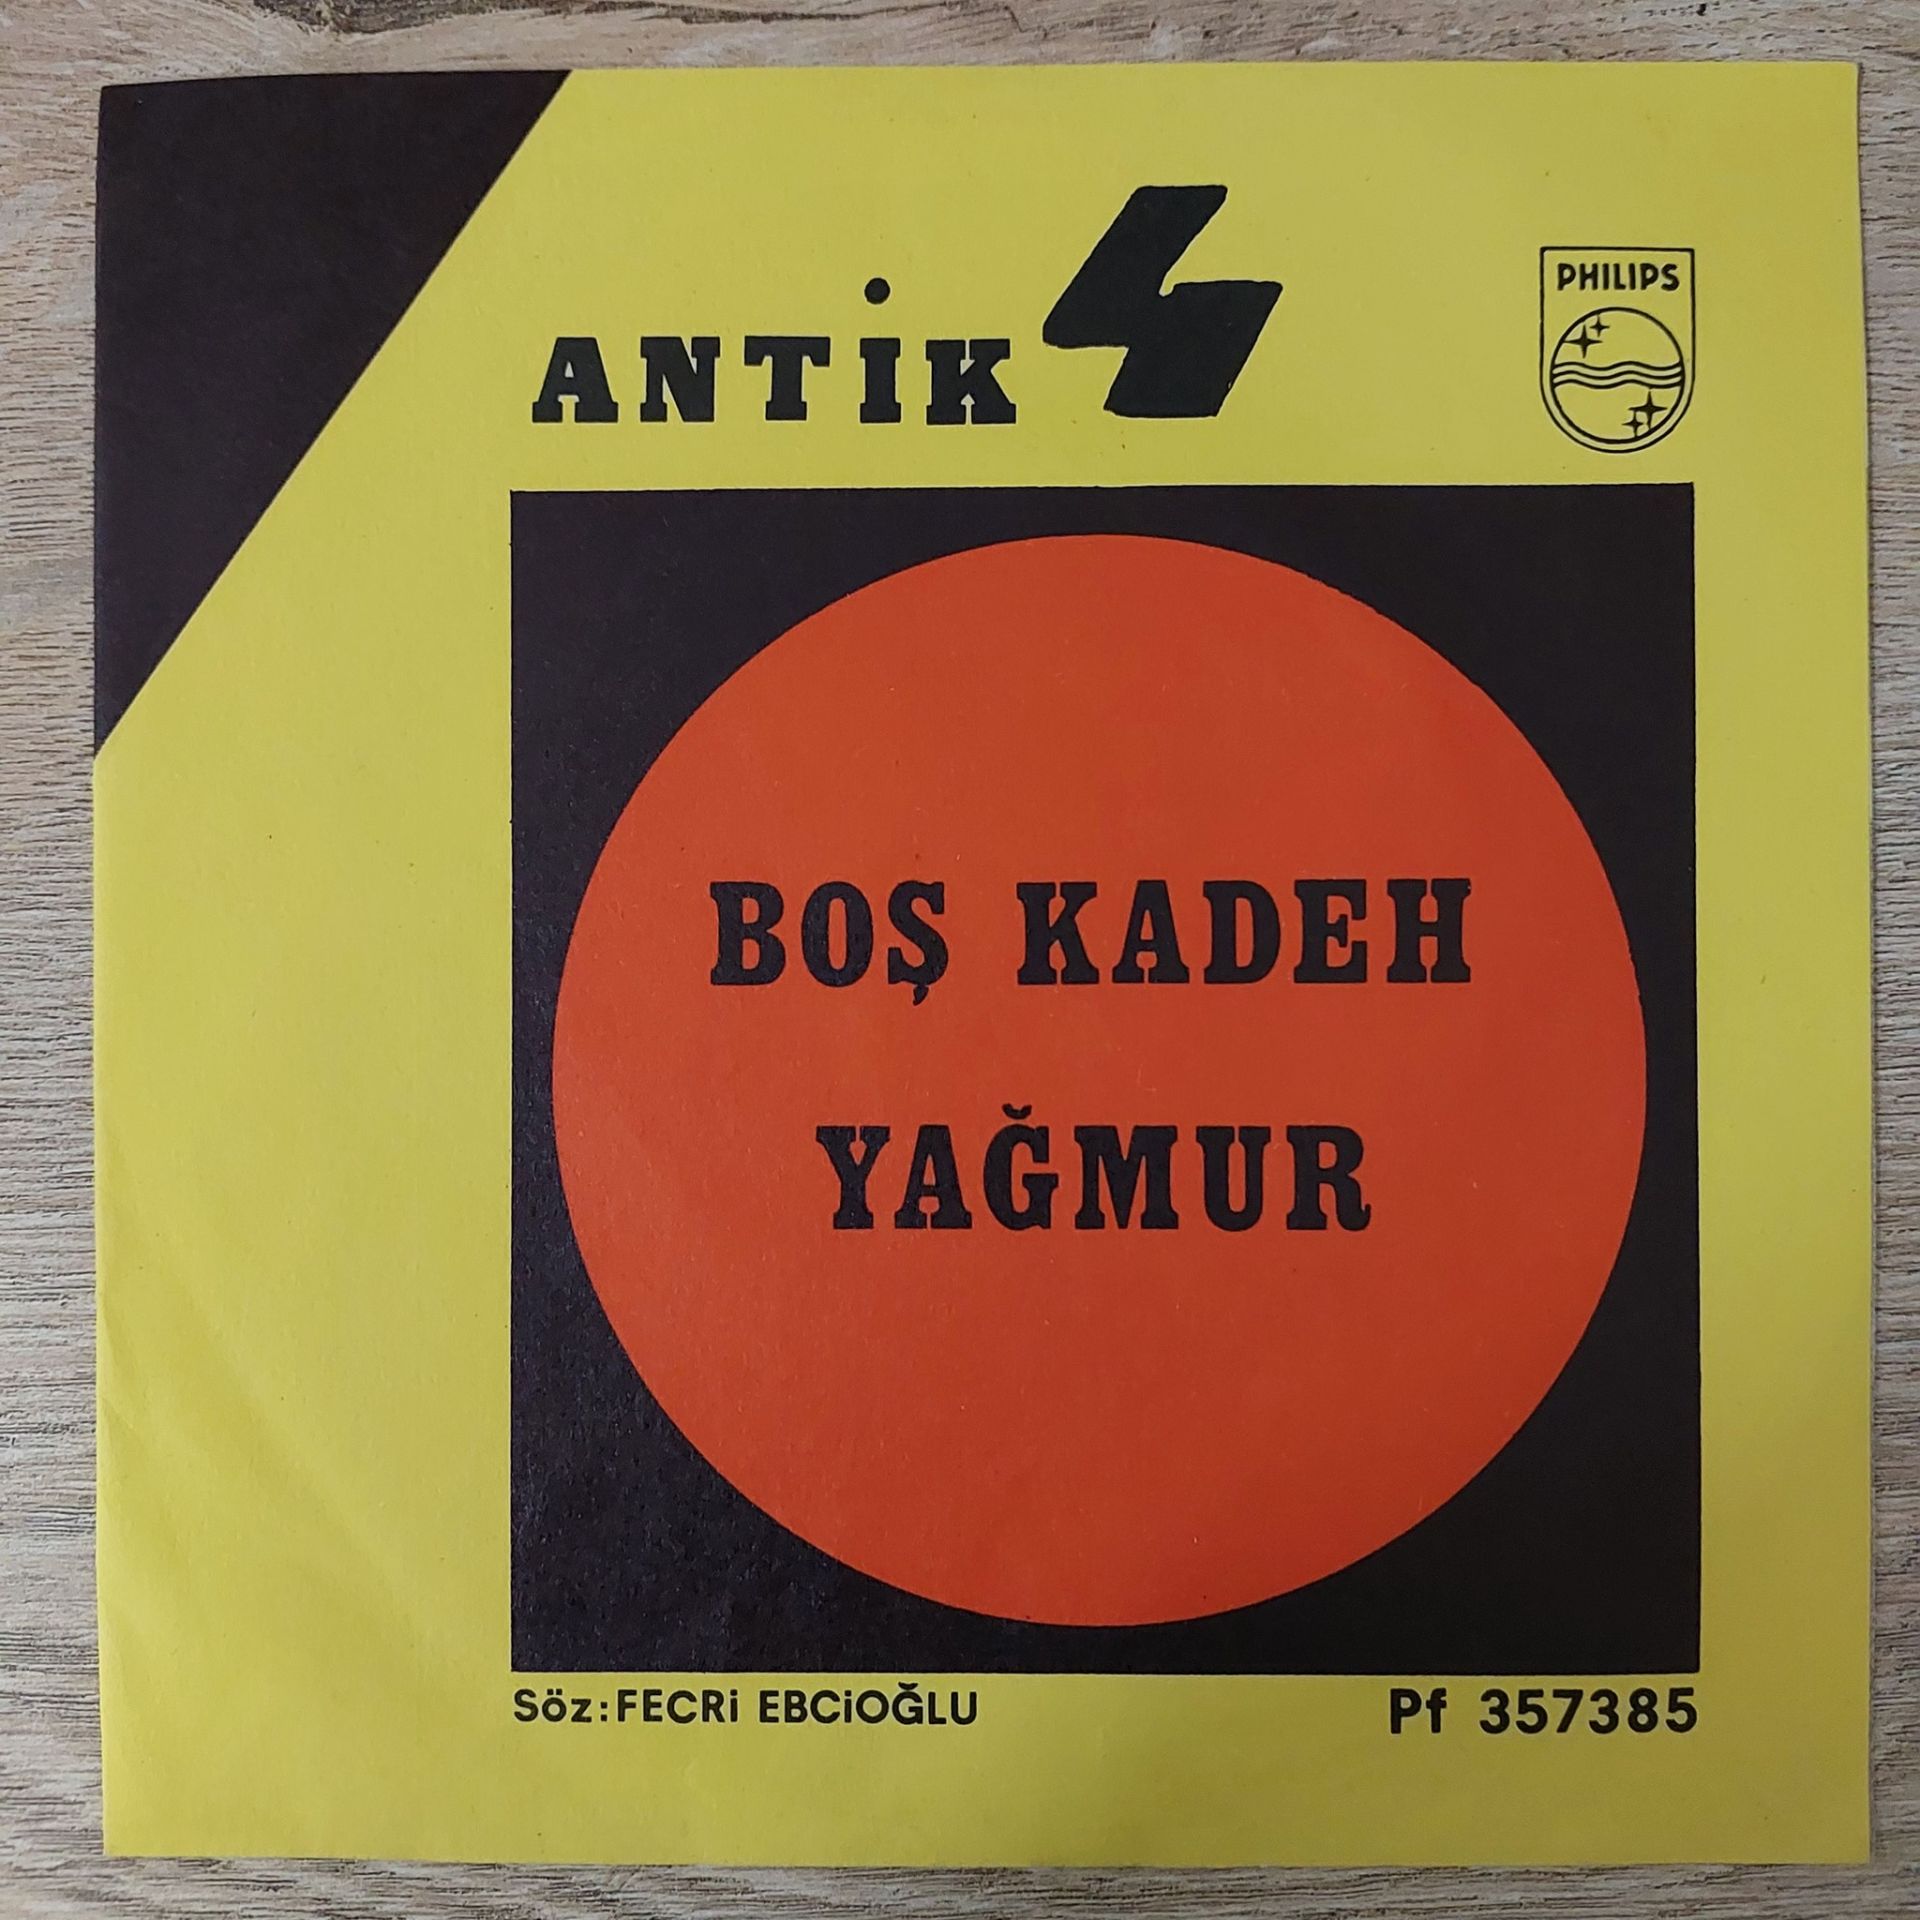 ANTİK 4
PHILIPS
BOŞ KADEH
YAĞMUR
Söz: FECRİ EBCİOĞLU
Pf 357385